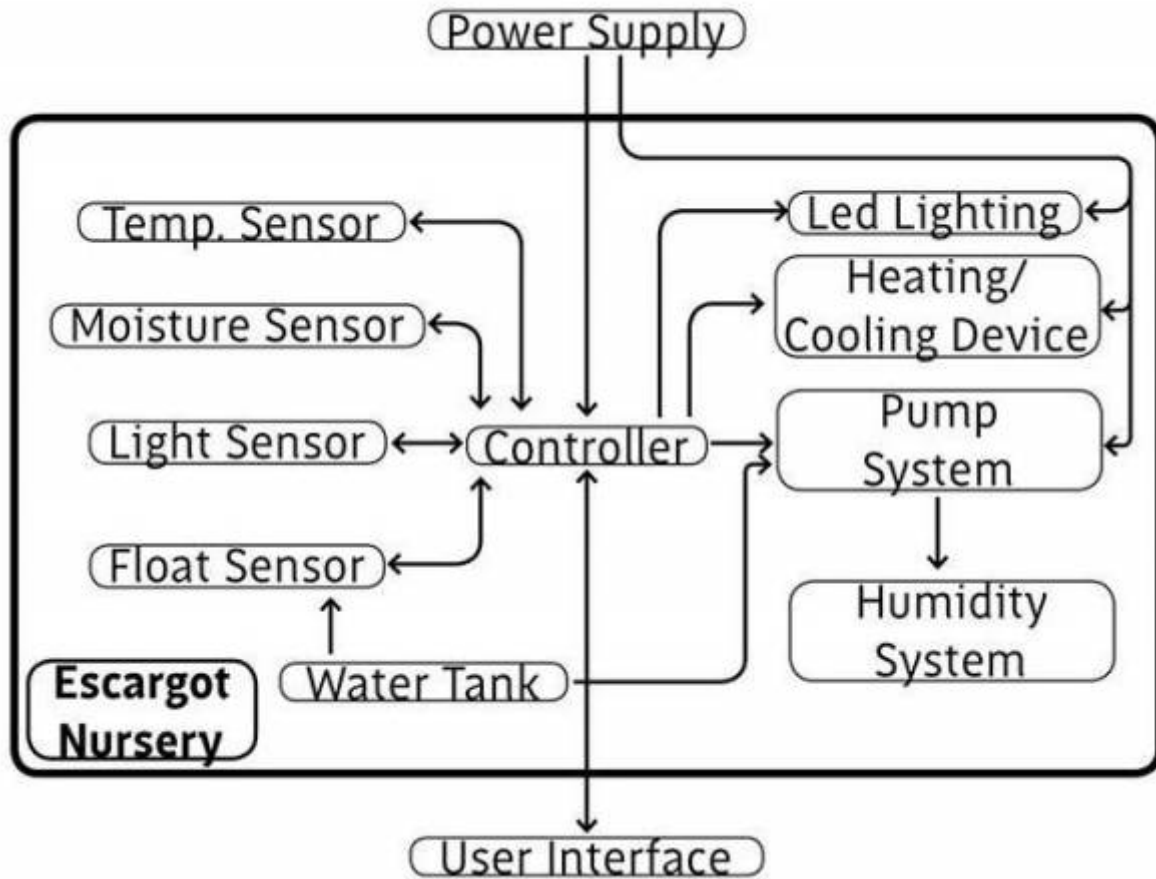 Power Supply
Temp. Sensor
Led Lighting
Moisture Sensor
Heating/
Cooling Device
Light Sensor
Controller
Pump
System
Float Sensor
Humidity
System
Water Tank
Escargot
Nursery
User Interface